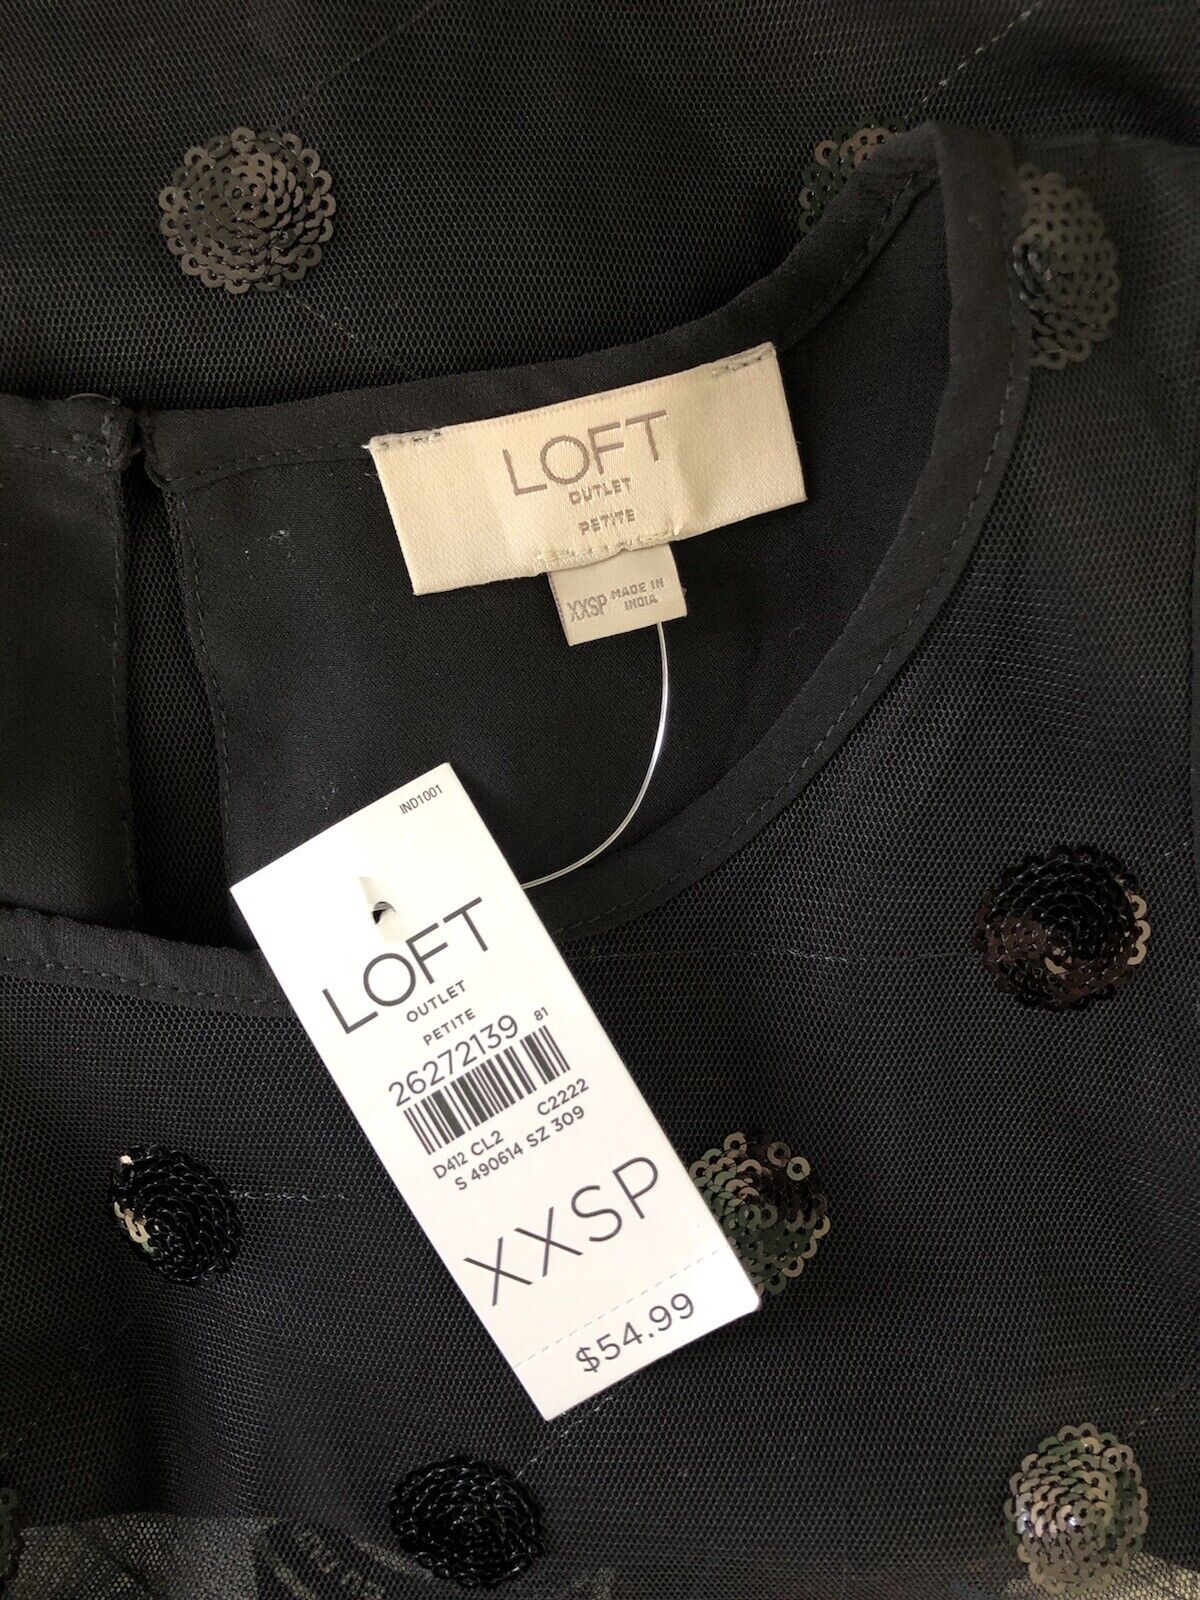 LOFT
OUTLET
PETITE
XXSP MADE IN
INDIA
IND1001
LOFT
OUTLET
PETITE
26272139 81
D412 CL2 C2222
S 490614 SZ 309
XXSP
$54.99